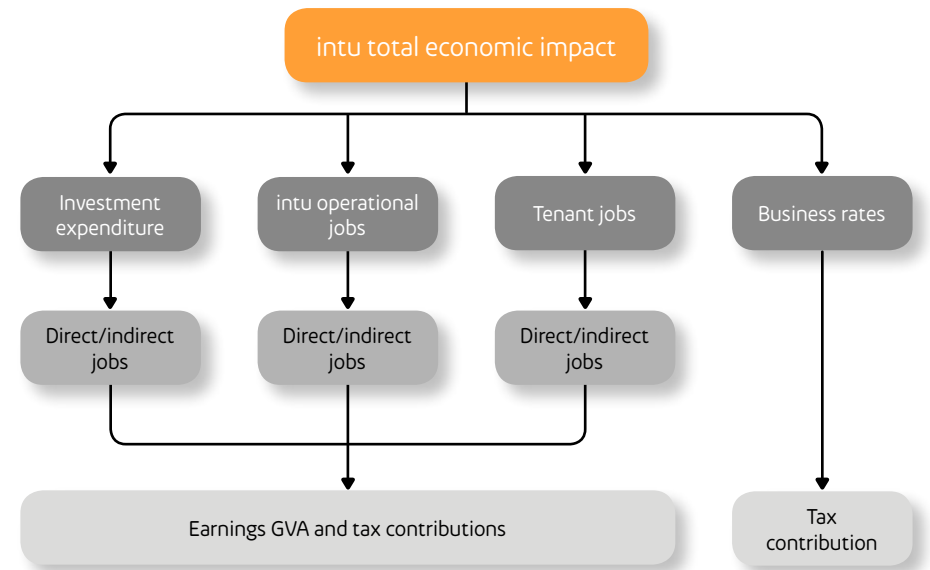 intu total economic impact
Investment
expenditure
intu operational
jobs
Tenant jobs
Business rates
Direct/indirect
jobs
Direct/indirect
jobs
Direct/indirect
jobs
Earnings GVA and tax contributions
Tax
contribution